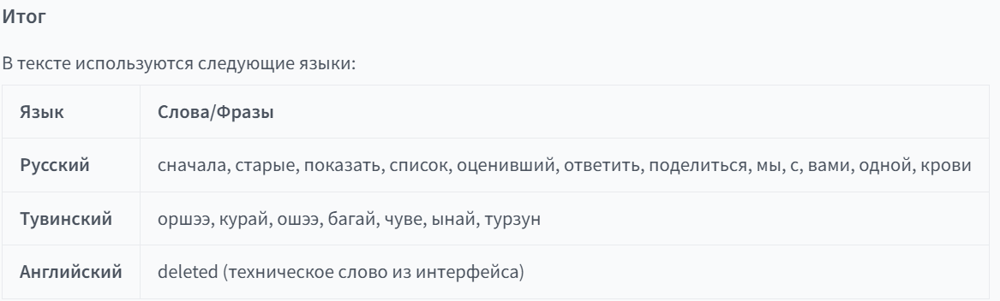 Итог
В тексте используются следующие языки:
Язык Слова/Фразы
Русский сначала, старые, показать, список, оценивший, ответить, поделиться, мы, с, вами, одной, крови
Тувинский оршээ, курай, ошээ, багай, чуве, ынай, турзун
Английский deleted (техническое слово из интерфейса)